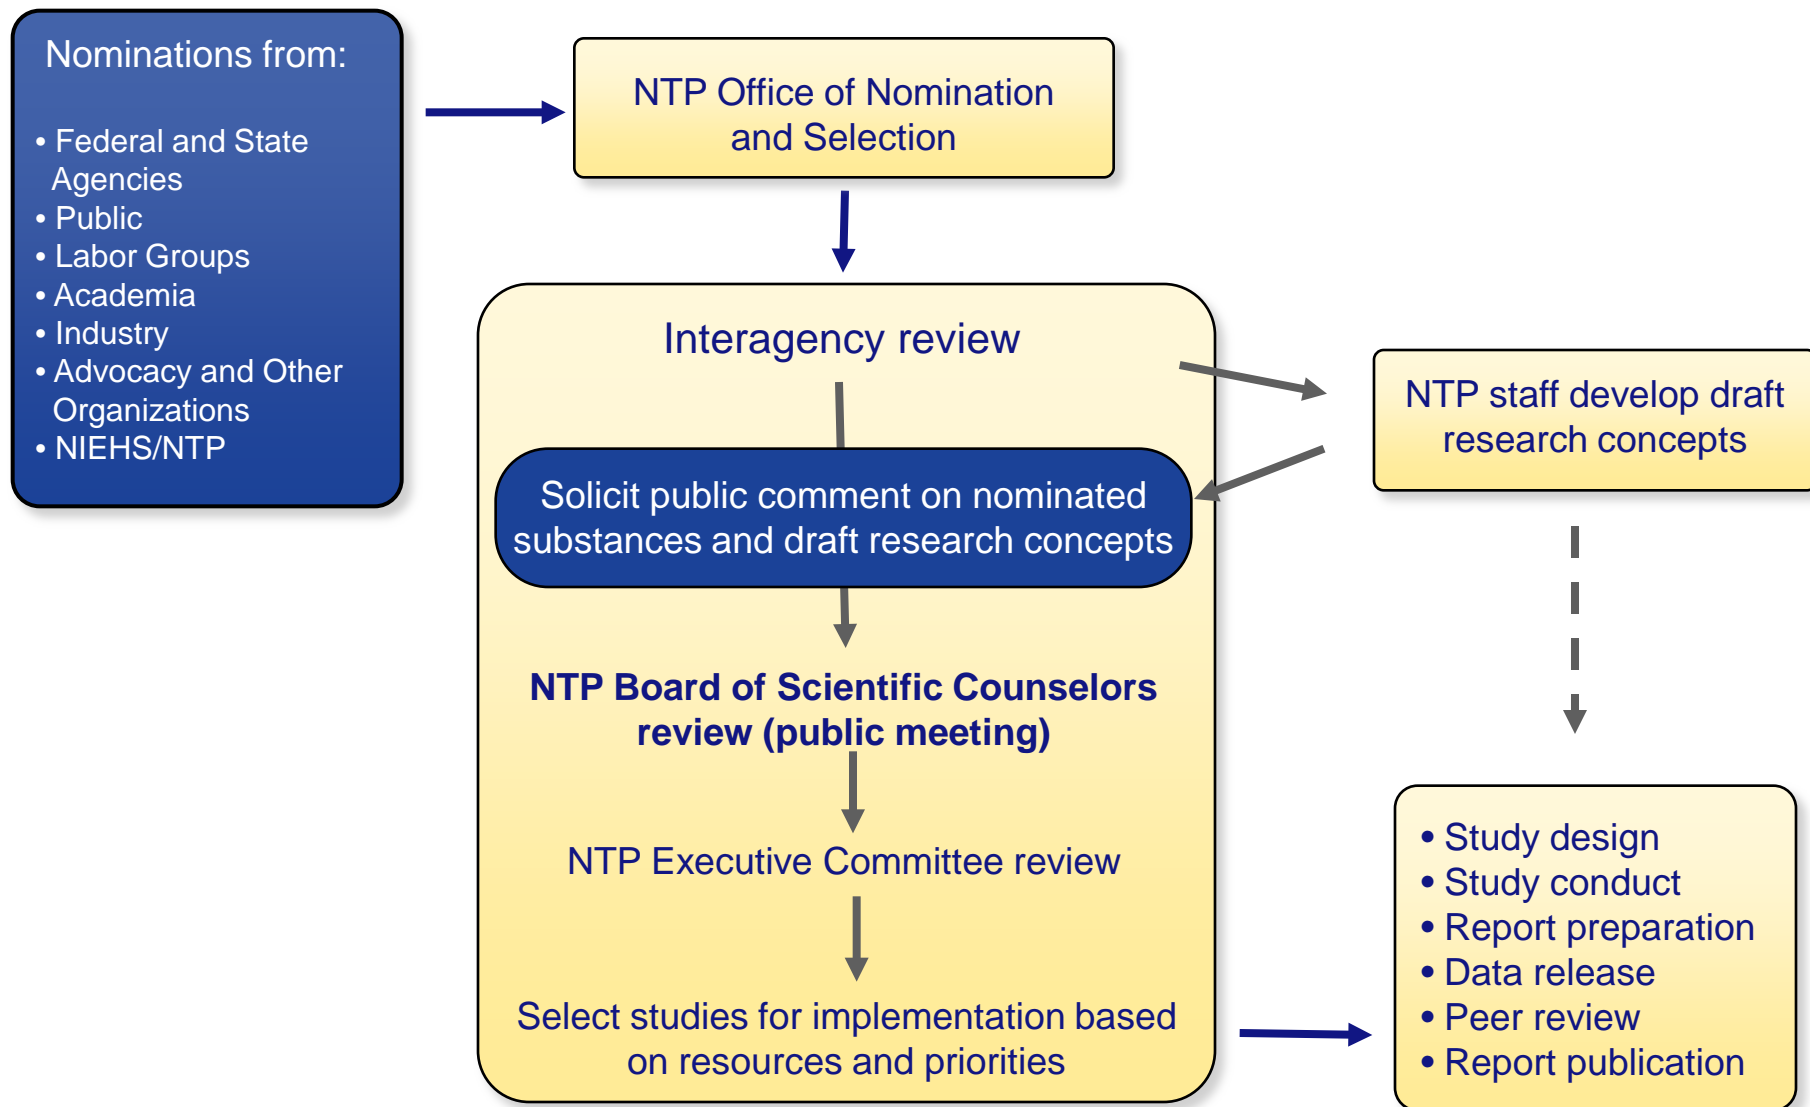 Nominations from:
• Federal and State
Agencies
• Public
• Labor Groups
• Academia
• Industry
• Advocacy and Other
Organizations
• NIEHS/NTP
NTP Office of Nomination
and Selection
Interagency review
Solicit public comment on nominated
substances and draft research concepts
NTP Board of Scientific Counselors
review (public meeting)
NTP Executive Committee review
Select studies for implementation based
on resources and priorities
NTP staff develop draft
research concepts
• Study design
• Study conduct
• Report preparation
• Data release
• Peer review
• Report publication